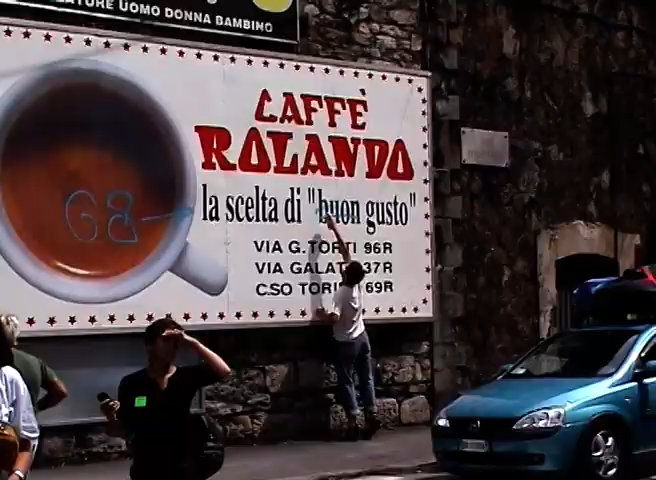 ATURE UOMO DONNA BAMBINO
CAFFÈ
ROLANDO
la scelta di "buon gusto"
VIA G. TORTI 96R
VIA GALAT 37R
C.SO TORI 69R
G8